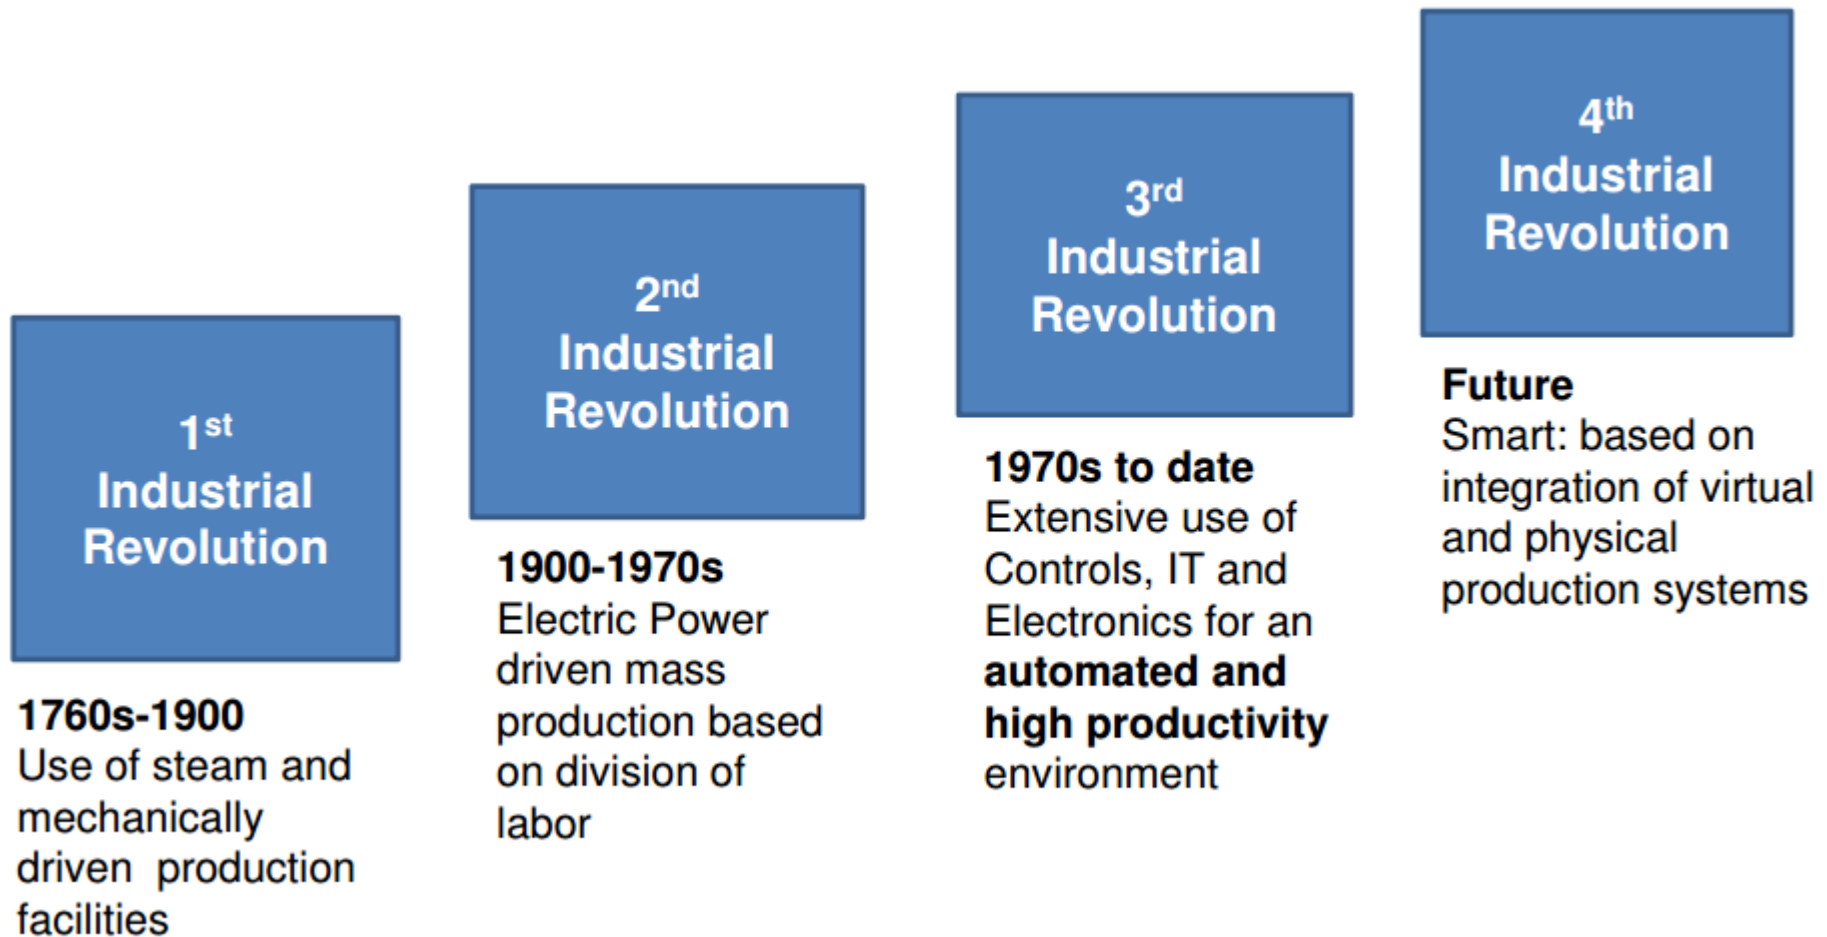 1st
Industrial
Revolution
1760s-1900
Use of steam and
mechanically
driven  production
facilities
2nd
Industrial
Revolution
1900-1970s
Electric Power
driven mass
production based
on division of
labor
3rd
Industrial
Revolution
1970s to date
Extensive use of
Controls, IT and
Electronics for an
automated and
high productivity
environment
4th
Industrial
Revolution
Future
Smart: based on
integration of virtual
and physical
production systems